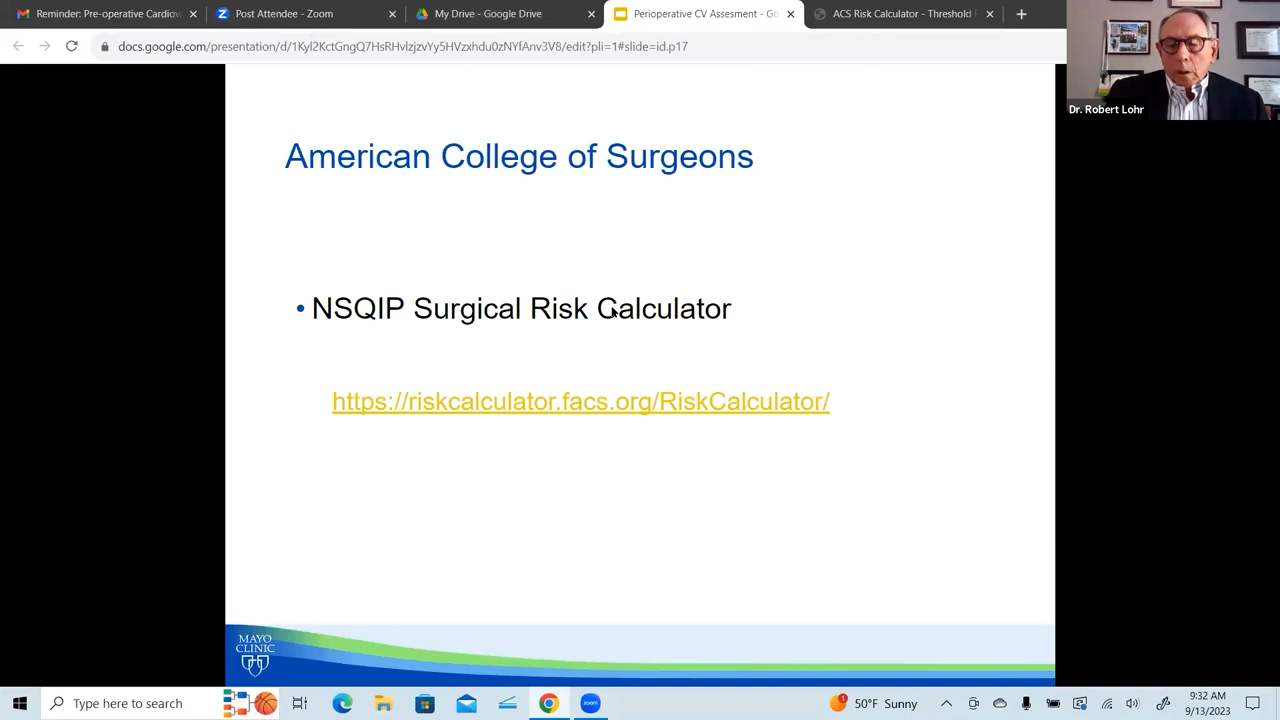 Reminder: Pre-operative Cardiov
Post Attendee - Zoom
My Drive - Google Drive
Perioperative CV Assesment - Go
ACS Risk Calculator - Threshold
docs.google.com/presentation/d/1Kyl2KctGngQ7HsRHvlzjzvYy5HVzxhdu0zNYfAnv3V8/edit?pli=1#slide=id.p17
Dr. Robert Lohr
American College of Surgeons
• NSQIP Surgical Risk Calculator
https://riskcalculator.facs.org/RiskCalculator/
MAYO
CLINIC
Type here to search
zoom
1
50°F Sunny
9:32 AM
9/13/2023